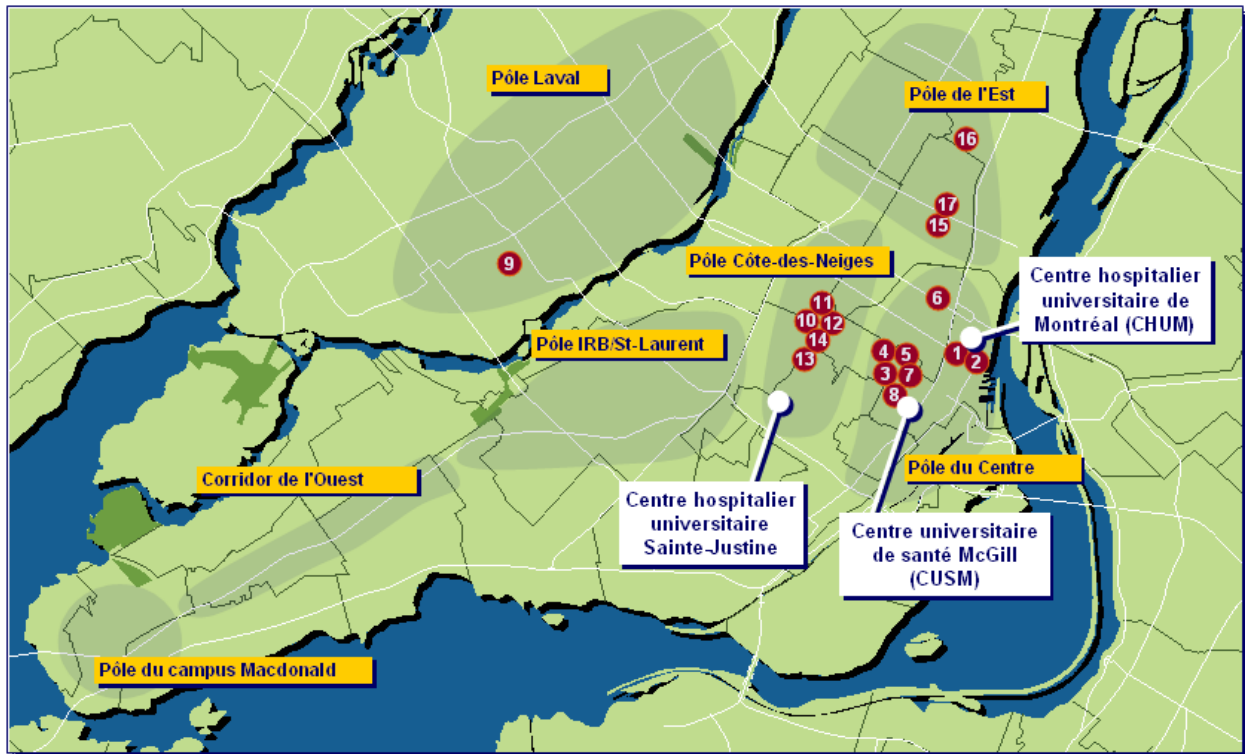 Pôle Laval
Pôle de l'Est
16
17
15
Pôle Côte-des-Neiges
9
Centre hospitalier
universitaire de
Montréal (CHUM)
6
11
10
12
14
13
Pôle IRB/St-Laurent
4
5
3
7
8
1
2
Corridor de l'Ouest
Pôle du Centre
Centre hospitalier
universitaire
Sainte-Justine
Centre universitaire
de santé McGill
(CUSM)
Pôle du campus Macdonald